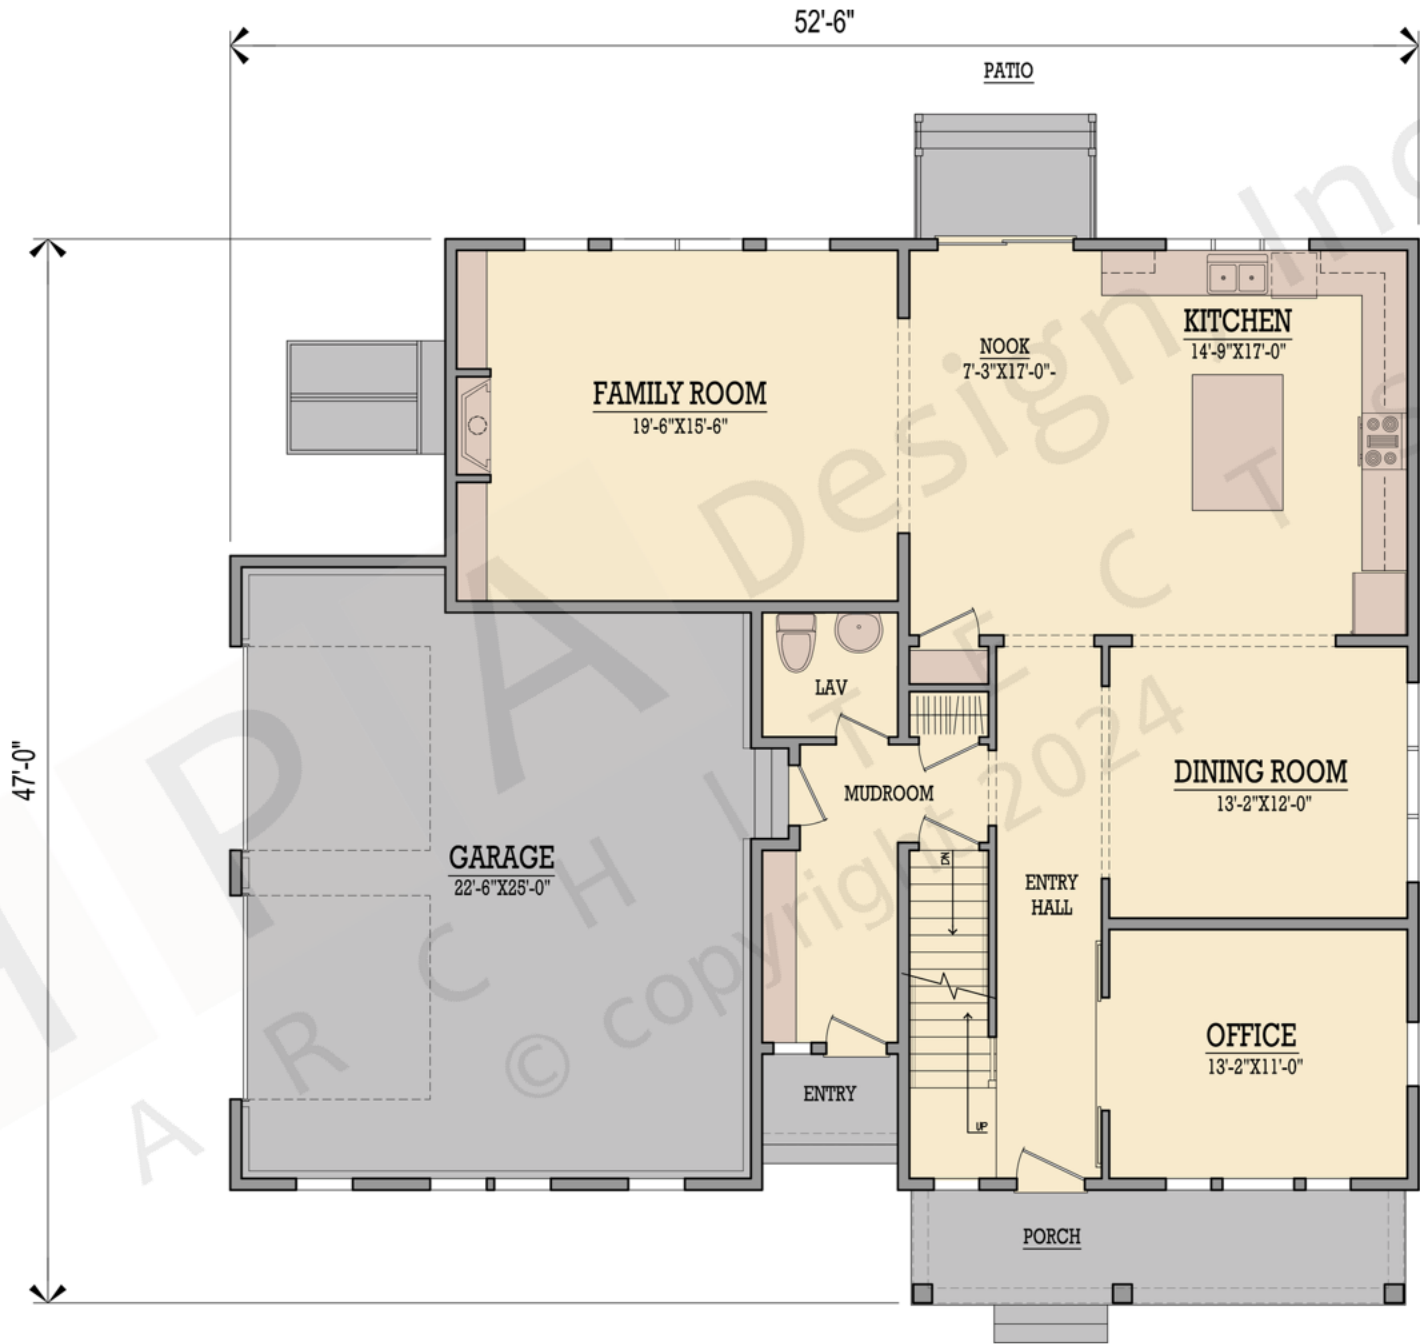 52'-6"
PATIO
KITCHEN
14'-9"X17'-0"
NOOK
7'-3"X17'-0"-
FAMILY ROOM
19'-6"X15'-6"
LAV
47'-0"
DINING ROOM
13'-2"X12'-0"
MUDROOM
GARAGE
22'-6"X25'-0"
DN
ENTRY
HALL
OFFICE
13'-2"X11'-0"
ENTRY
UP
PORCH
PA Design, Inc
ARCHITECTS
© copyright 2024